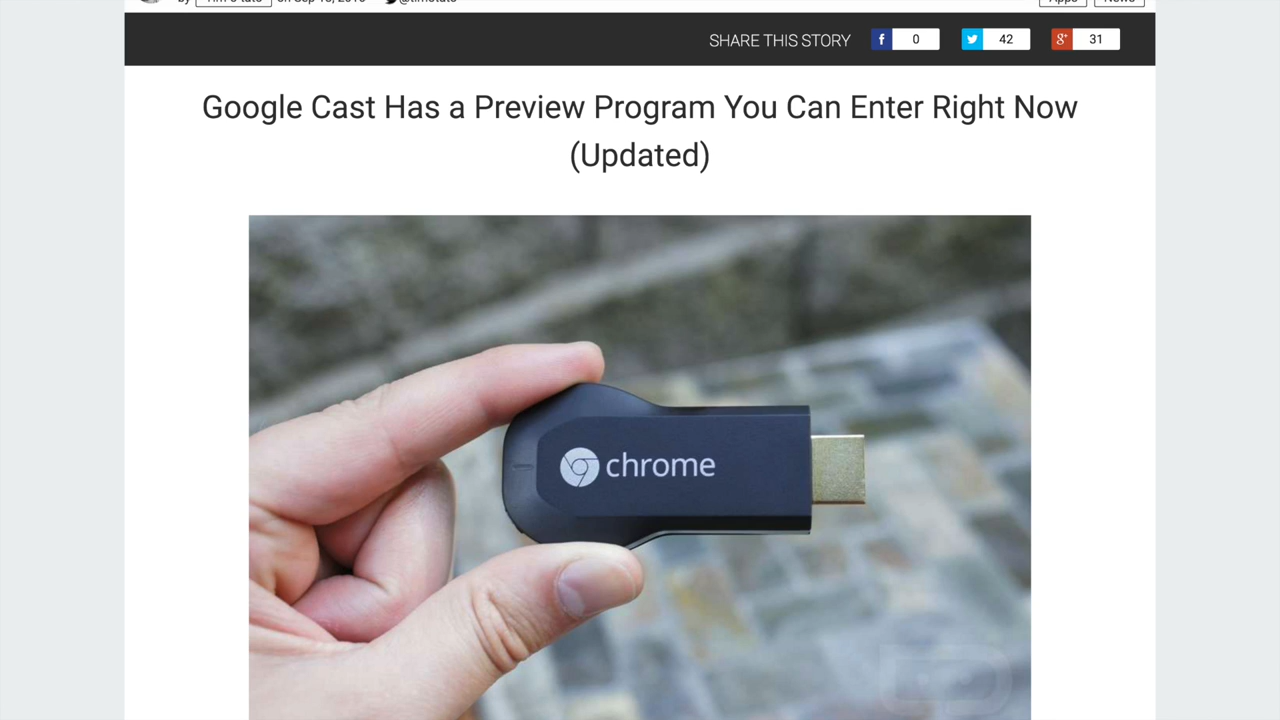 SHARE THIS STORY
0
42
31
Google Cast Has a Preview Program You Can Enter Right Now
(Updated)
chrome